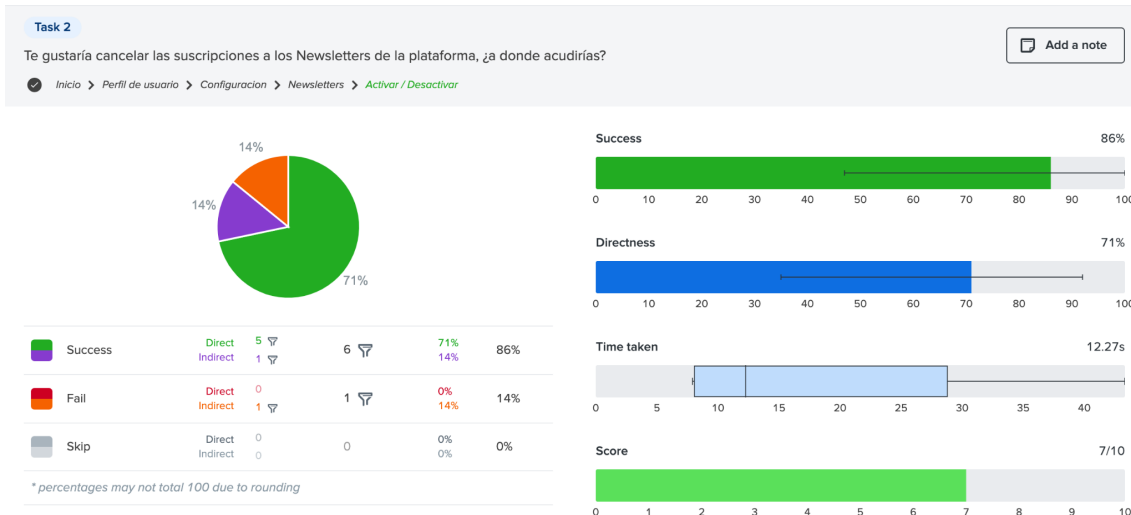 Task 2
Te gustaría cancelar las suscripciones a los Newsletters de la plataforma, ¿a donde acudirías?
Add a note
Inicio > Perfil de usuario > Configuracion > Newsletters > Activar / Desactivar
14%
14%
71%
Success Direct 5 6 71% 86%
Indirect 1 14%
Fail Direct 0 1 0% 14%
Indirect 1 14%
Skip Direct 0 0 0% 0%
Indirect 0 0%
* percentages may not total 100 due to rounding
Success 86%
0 10 20 30 40 50 60 70 80 90 100
Directness 71%
0 10 20 30 40 50 60 70 80 90 100
Time taken 12.27s
0 5 10 15 20 25 30 35 40
Score 7/10
0 1 2 3 4 5 6 7 8 9 10